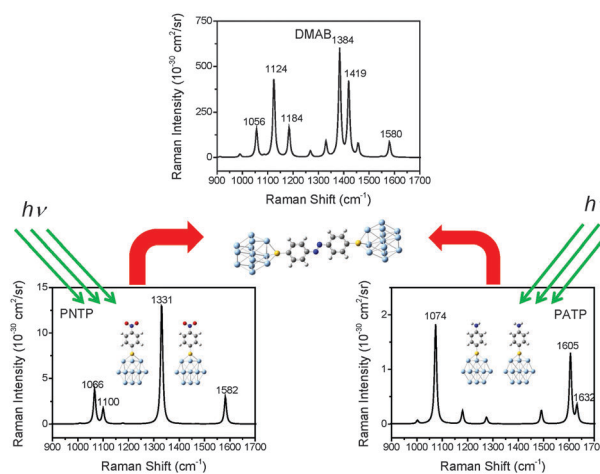 DMAB
1384
1124
1419
1056
1184
1580
750
500
250
0
Raman Intensity (10⁻³⁰ cm²/sr)
900 1000 1100 1200 1300 1400 1500 1600 1700
Raman Shift (cm⁻¹)
hν
h
PNTP
1331
1066
1100
1582
15
10
5
0
Raman Intensity (10⁻³⁰ cm²/sr)
900 1000 1100 1200 1300 1400 1500 1600 1700
Raman Shift (cm⁻¹)
PATP
1074
1605
1632
2
1
0
Raman Intensity (10⁻³⁰ cm²/sr)
900 1000 1100 1200 1300 1400 1500 1600 1700
Raman Shift (cm⁻¹)